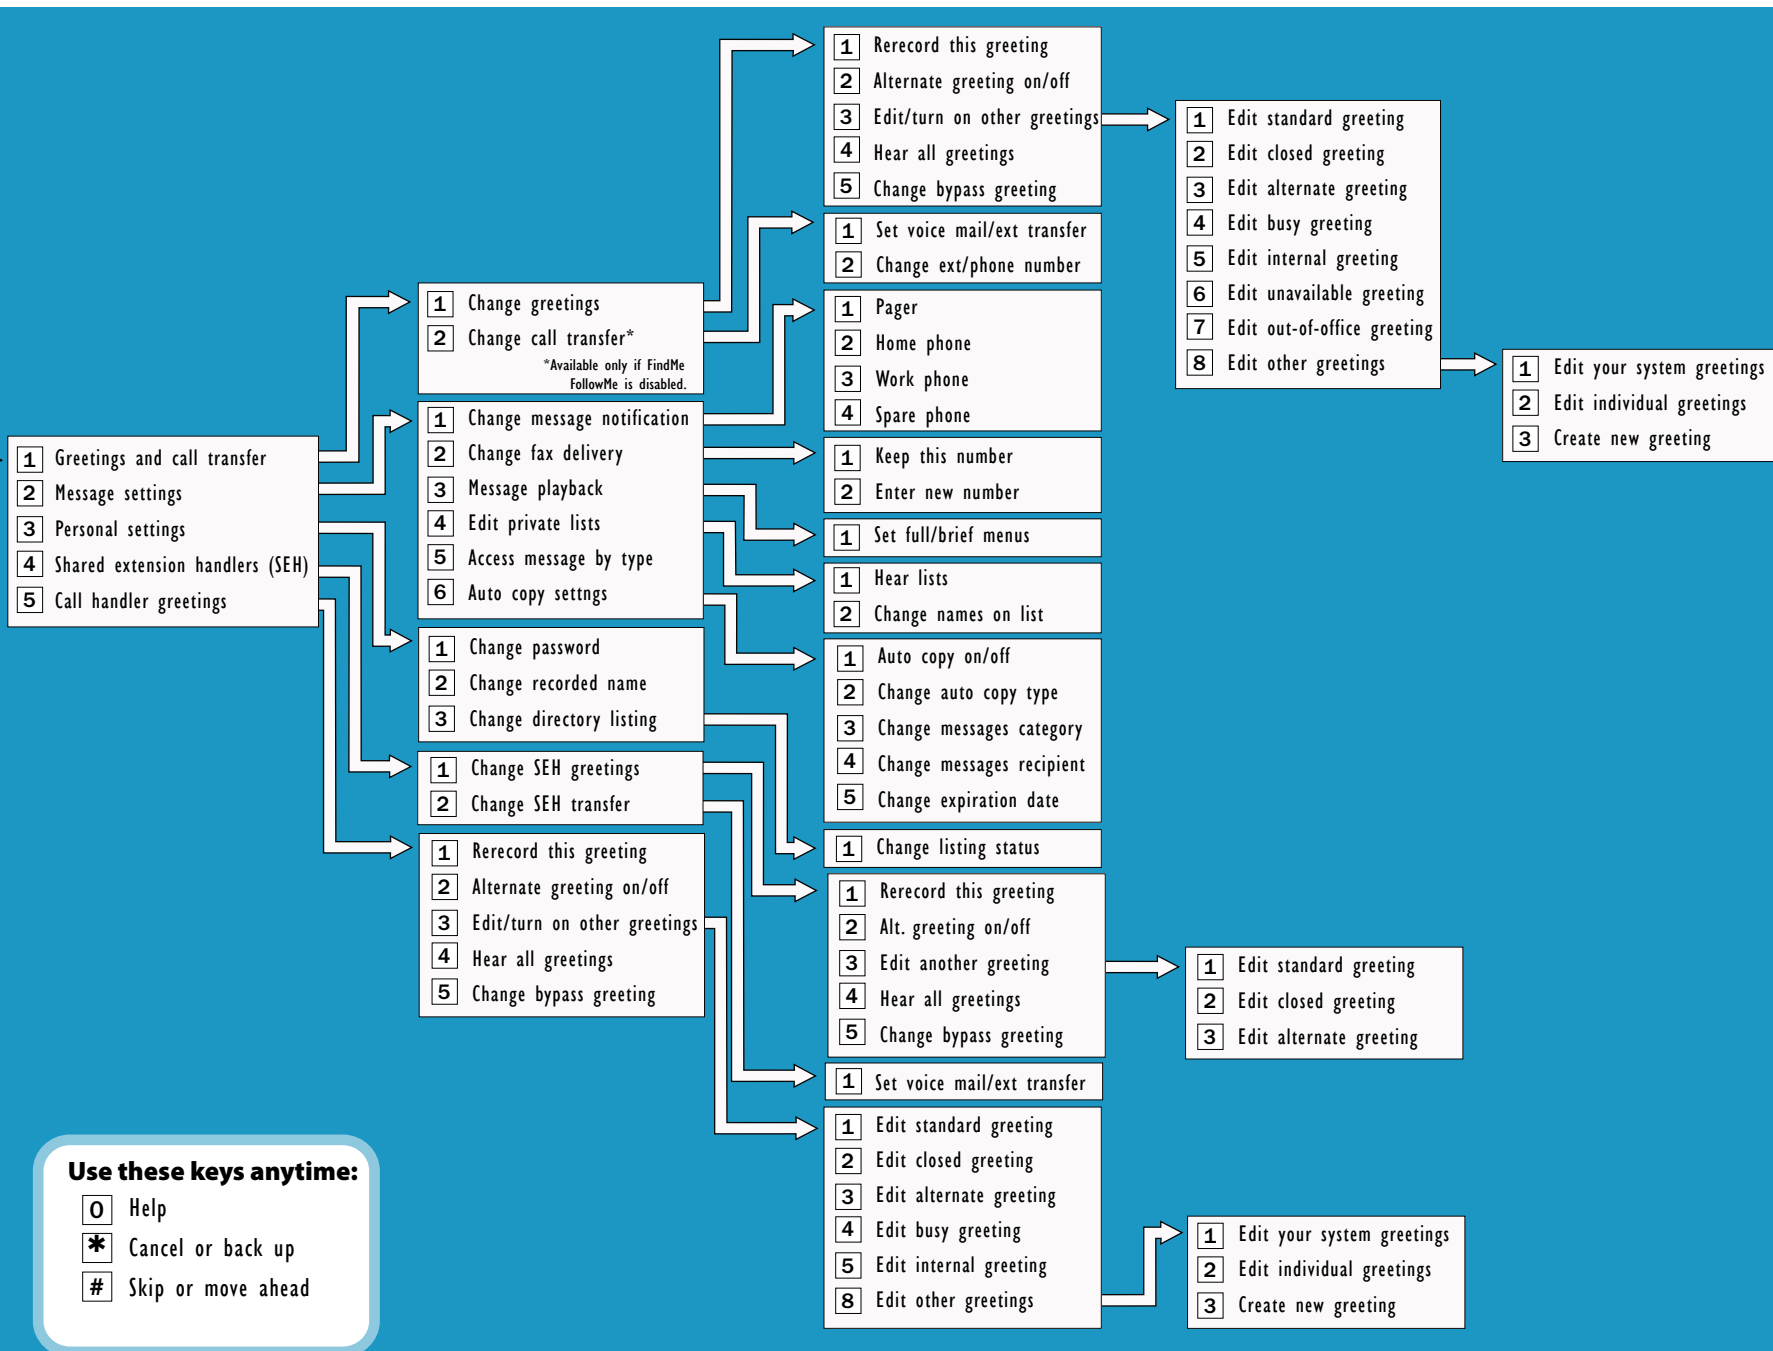 1 Greetings and call transfer
2 Message settings
3 Personal settings
4 Shared extension handlers (SEH)
5 Call handler greetings
1 Change greetings
2 Change call transfer*
*Available only if FindMe
FollowMe is disabled.
1 Change message notification
2 Change fax delivery
3 Message playback
4 Edit private lists
5 Access message by type
6 Auto copy settngs
1 Change password
2 Change recorded name
3 Change directory listing
1 Change SEH greetings
2 Change SEH transfer
1 Rerecord this greeting
2 Alternate greeting on/off
3 Edit/turn on other greetings
4 Hear all greetings
5 Change bypass greeting
1 Rerecord this greeting
2 Alternate greeting on/off
3 Edit/turn on other greetings
4 Hear all greetings
5 Change bypass greeting
1 Set voice mail/ext transfer
2 Change ext/phone number
1 Pager
2 Home phone
3 Work phone
4 Spare phone
1 Keep this number
2 Enter new number
1 Set full/brief menus
1 Hear lists
2 Change names on list
1 Auto copy on/off
2 Change auto copy type
3 Change messages category
4 Change messages recipient
5 Change expiration date
1 Change listing status
1 Rerecord this greeting
2 Alt. greeting on/off
3 Edit another greeting
4 Hear all greetings
5 Change bypass greeting
1 Set voice mail/ext transfer
1 Edit standard greeting
2 Edit closed greeting
3 Edit alternate greeting
4 Edit busy greeting
5 Edit internal greeting
8 Edit other greetings
1 Edit standard greeting
2 Edit closed greeting
3 Edit alternate greeting
4 Edit busy greeting
5 Edit internal greeting
6 Edit unavailable greeting
7 Edit out-of-office greeting
8 Edit other greetings
1 Edit your system greetings
2 Edit individual greetings
3 Create new greeting
1 Edit standard greeting
2 Edit closed greeting
3 Edit alternate greeting
1 Edit your system greetings
2 Edit individual greetings
3 Create new greeting
Use these keys anytime:
0 Help
* Cancel or back up
# Skip or move ahead